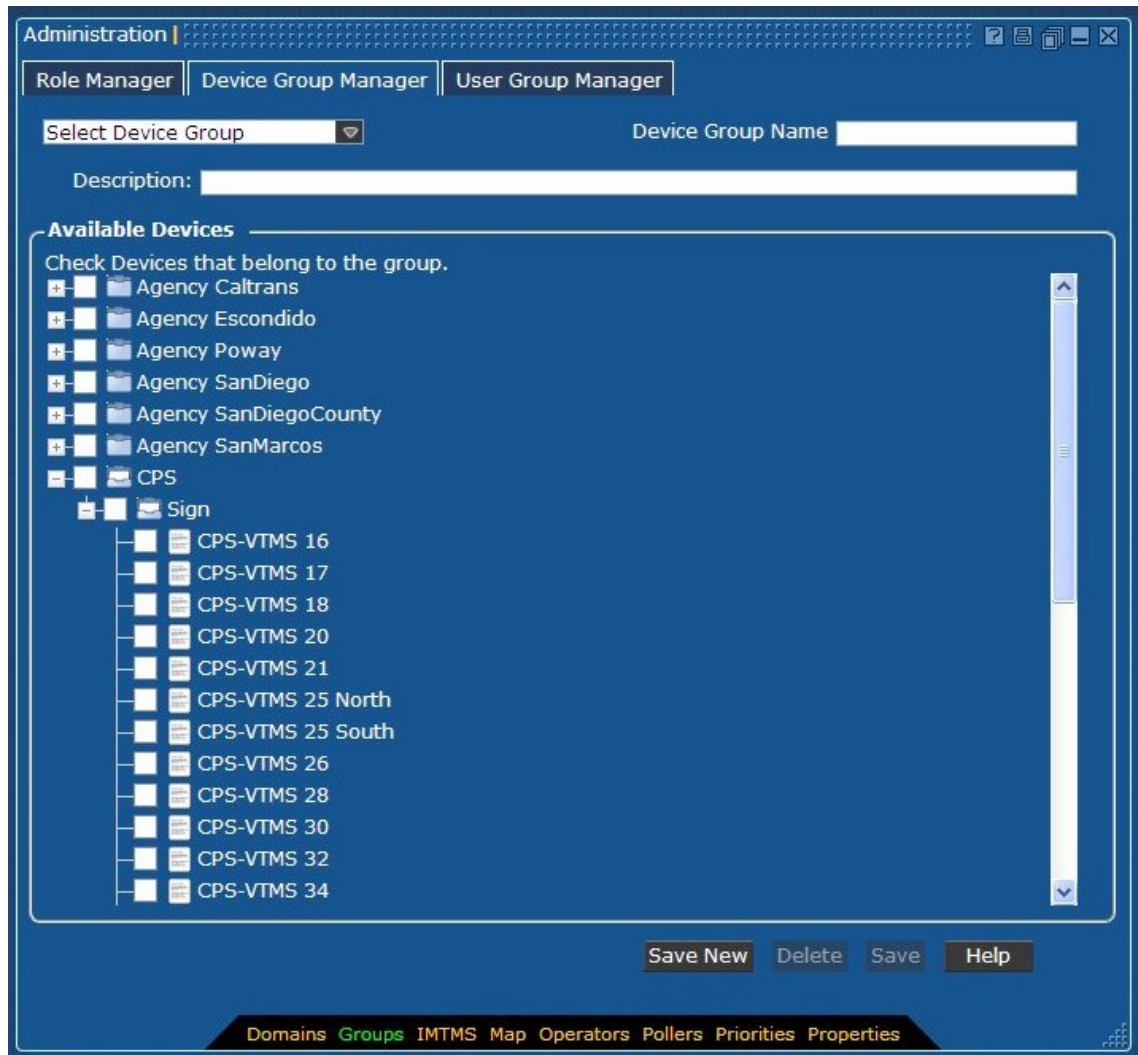 Administration
Role Manager Device Group Manager User Group Manager
Select Device Group Device Group Name
Description:
Available Devices
Check Devices that belong to the group.
Agency Caltrans
Agency Escondido
Agency Poway
Agency SanDiego
Agency SanDiegoCounty
Agency SanMarcos
CPS
Sign
CPS-VTMS 16
CPS-VTMS 17
CPS-VTMS 18
CPS-VTMS 20
CPS-VTMS 21
CPS-VTMS 25 North
CPS-VTMS 25 South
CPS-VTMS 26
CPS-VTMS 28
CPS-VTMS 30
CPS-VTMS 32
CPS-VTMS 34
Save New Delete Save Help
Domains Groups IMTMS Map Operators Pollers Priorities Properties